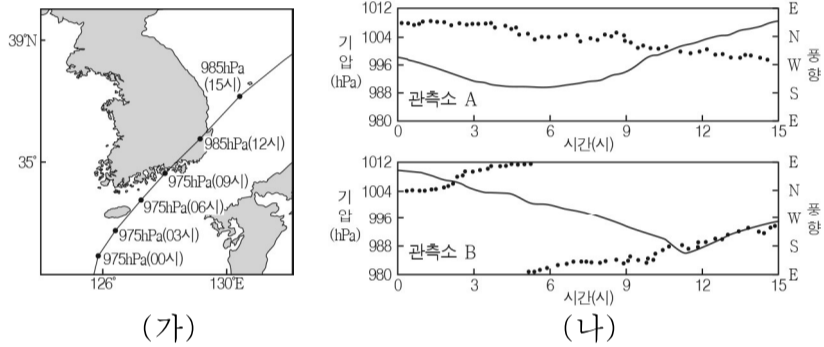 39°N
35°
126°
130°E
985hPa
(15시)
985hPa(12시)
975hPa(09시)
975hPa(06시)
975hPa(03시)
975hPa(00시)
(가)
기
압
(hPa)
1012
1004
996
988
980
관측소 A
0 3 6 9 12 15
시간(시)
E
N
W
S
E
풍
향
기
압
(hPa)
1012
1004
996
988
980
관측소 B
0 3 6 9 12 15
시간(시)
E
N
W
S
E
풍
향
(나)